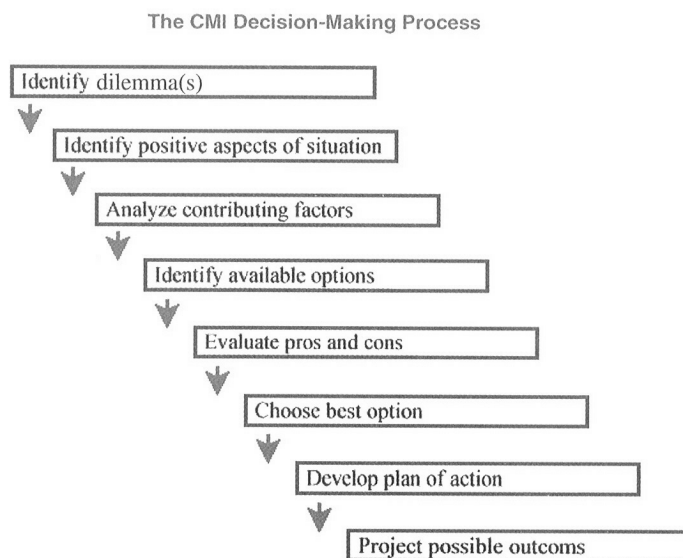 The CMI Decision-Making Process
Identify dilemma(s)
Identify positive aspects of situation
Analyze contributing factors
Identify available options
Evaluate pros and cons
Choose best option
Develop plan of action
Project possible outcoms